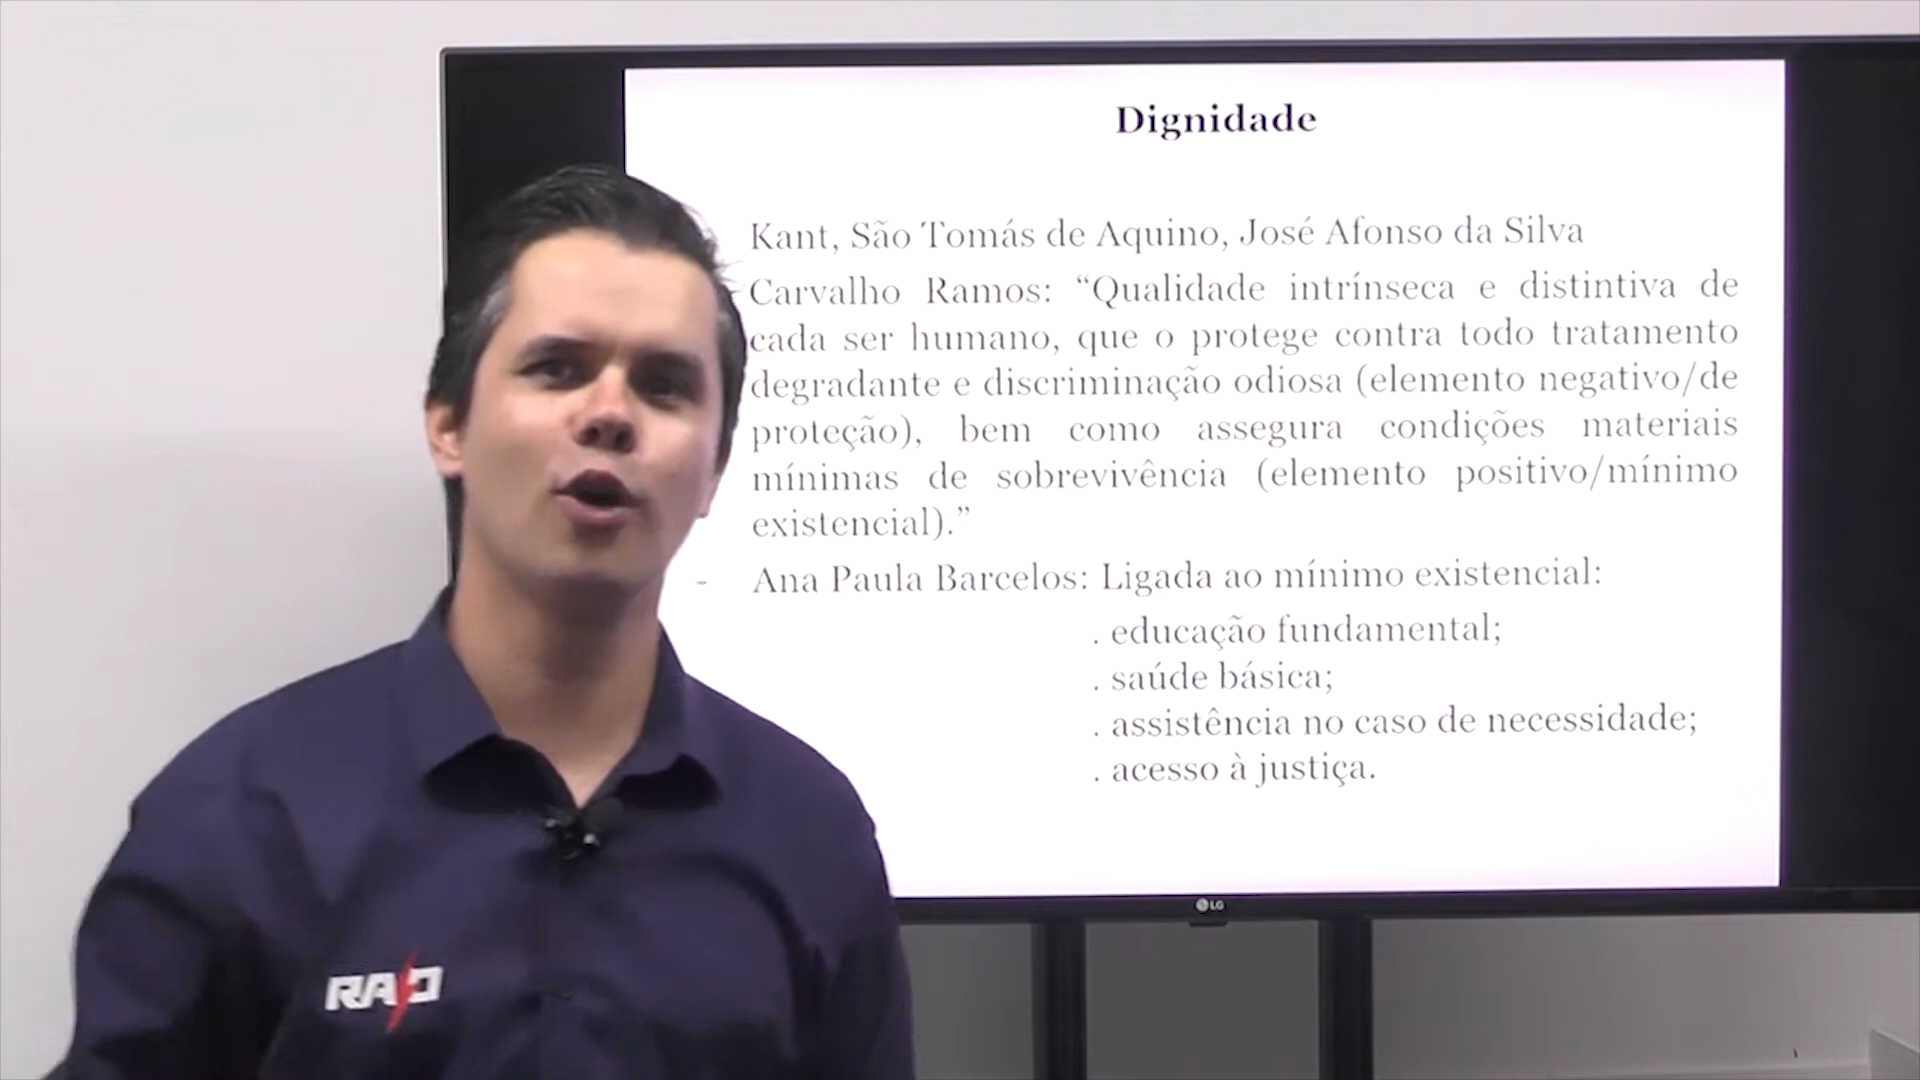 Dignidade
Kant, São Tomás de Aquino, José Afonso da Silva
Carvalho Ramos: “Qualidade intrínseca e distintiva de
cada ser humano, que o protege contra todo tratamento
degradante e discriminação odiosa (elemento negativo/de
proteção), bem como assegura condições materiais
mínimas de sobrevivência (elemento positivo/mínimo
existencial).”
- Ana Paula Barcelos: Ligada ao mínimo existencial:
. educação fundamental;
. saúde básica;
. assistência no caso de necessidade;
. acesso à justiça.
LG
RAIO